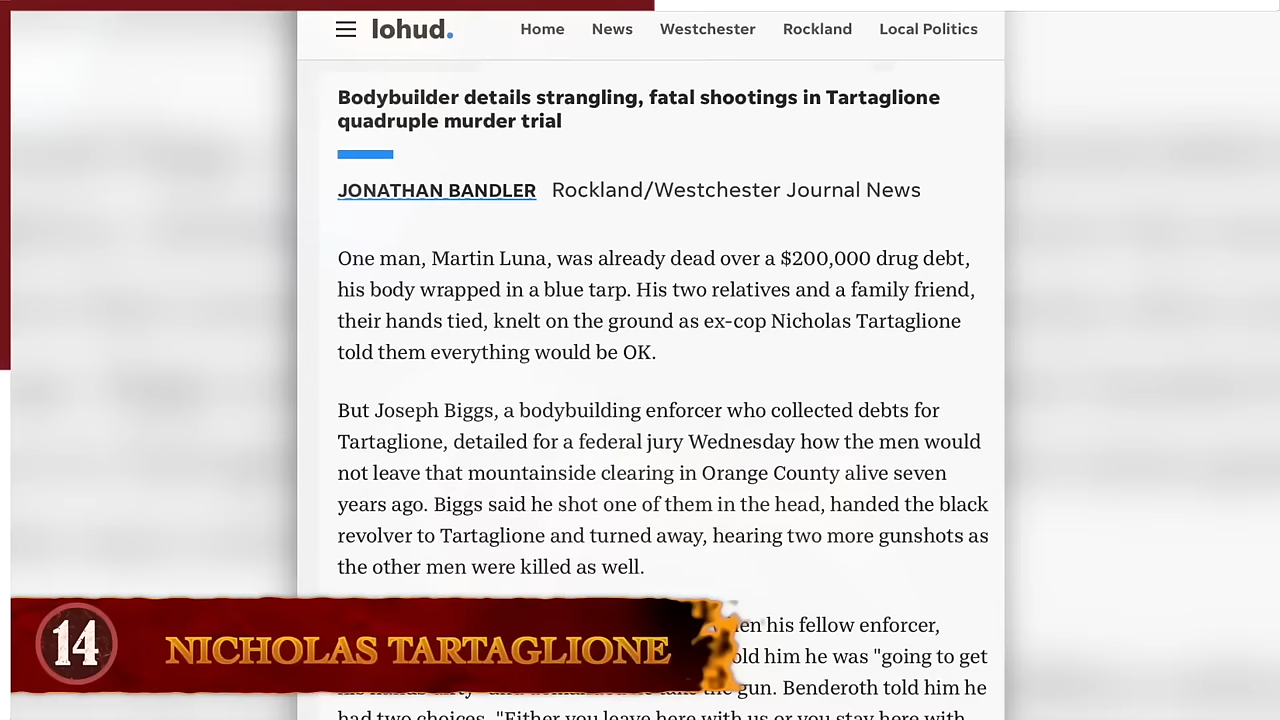 lohud.
Home News Westchester Rockland Local Politics
Bodybuilder details strangling, fatal shootings in Tartaglione
quadruple murder trial
JONATHAN BANDLER Rockland/Westchester Journal News
One man, Martin Luna, was already dead over a $200,000 drug debt,
his body wrapped in a blue tarp. His two relatives and a family friend,
their hands tied, knelt on the ground as ex-cop Nicholas Tartaglione
told them everything would be OK.
But Joseph Biggs, a bodybuilding enforcer who collected debts for
Tartaglione, detailed for a federal jury Wednesday how the men would
not leave that mountainside clearing in Orange County alive seven
years ago. Biggs said he shot one of them in the head, handed the black
revolver to Tartaglione and turned away, hearing two more gunshots as
the other men were killed as well.
his fellow enforcer,
him he was "going to get
gun. Benderoth told him he
had two choices. "Either you leave here with us or you stay here with
14
NICHOLAS TARTAGLIONE